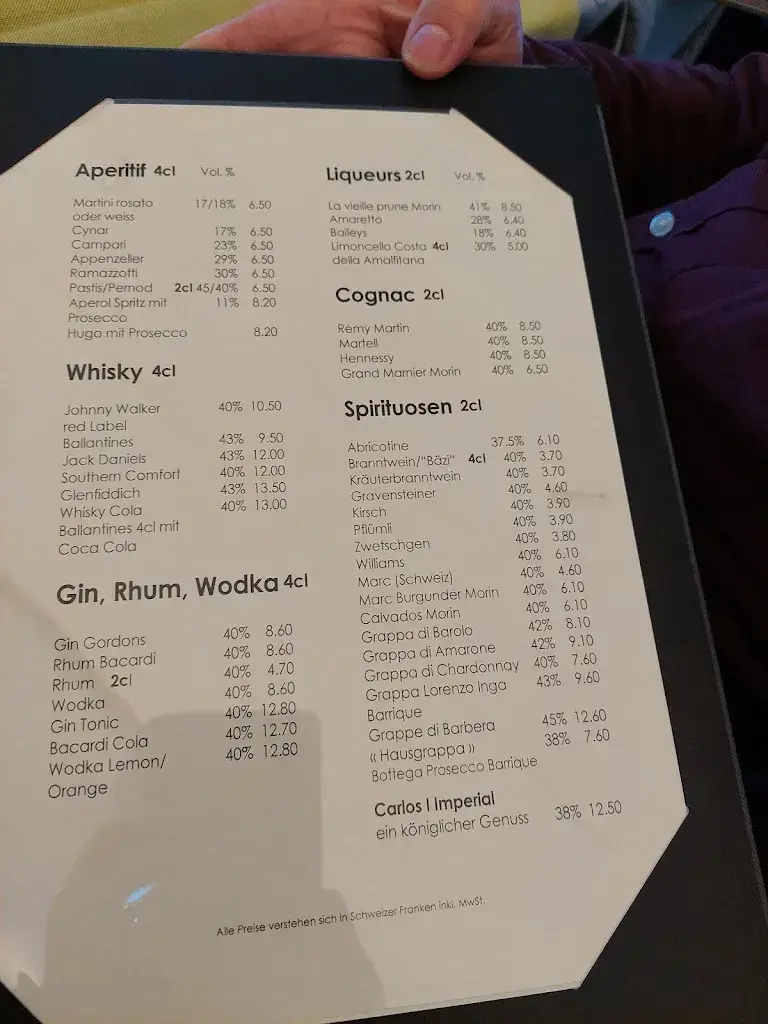 Aperitif 4cl Vol. %
Martini rosato 17/18% 6.50
oder weiss
Cynar 17% 6.50
Campari 23% 6.50
Appenzeller 29% 6.50
Ramazzotti 30% 6.50
Pastis/Pernod 2cl 45/40% 6.50
Aperol Spritz mit 11% 8.20
Prosecco
Hugo mit Prosecco 8.20
Whisky 4cl
Johnny Walker 40% 10.50
red Label
Ballantines 43% 9.50
Jack Daniels 43% 12.00
Southern Comfort 40% 12.00
Glenfiddich 43% 13.50
Whisky Cola 40% 13.00
Ballantines 4cl mit
Coca Cola
Gin, Rhum, Wodka 4cl
Gin Gordons 40% 8.60
Rhum Bacardi 40% 8.60
Rhum 2cl 40% 4.70
Wodka 40% 8.60
Gin Tonic 40% 12.80
Bacardi Cola 40% 12.70
Wodka Lemon/ 40% 12.80
Orange
Liqueurs 2cl Vol. %
La vieille prune Morin 41% 8.50
Amaretto 28% 6.40
Baileys 18% 6.40
Limoncello Costa 4cl 30% 5.00
della Amalfitana
Cognac 2cl
Rémy Martin 40% 8.50
Martell 40% 8.50
Hennessy 40% 8.50
Grand Marnier Morin 40% 6.50
Spirituosen 2cl
Abricotine 37.5% 6.10
Branntwein/"Bäzi" 4cl 40% 3.70
Kräuterbranntwein 40% 3.70
Gravensteiner 40% 4.60
Kirsch 40% 3.90
Pflümli 40% 3.90
Zwetschgen 40% 3.80
Williams 40% 6.10
Marc (Schweiz) 40% 4.60
Marc Burgunder Morin 40% 6.10
Calvados Morin 40% 6.10
Grappa di Barolo 42% 8.10
Grappa di Amarone 42% 9.10
Grappa di Chardonnay 40% 7.60
Grappa Lorenzo Inga 43% 9.60
Barrique
Grappe di Barbera 45% 12.60
« Hausgrappa » 38% 7.60
Bottega Prosecco Barrique
Carlos I Imperial
ein königlicher Genuss 38% 12.50
Alle Preise verstehen sich in Schweizer Franken inkl. MwSt.